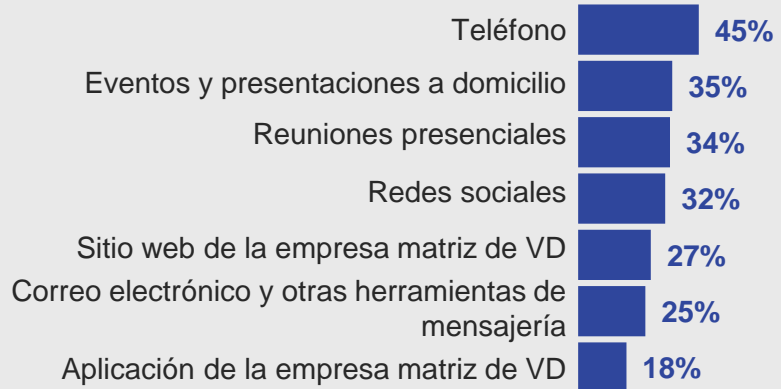 Teléfono 45%
Eventos y presentaciones a domicilio 35%
Reuniones presenciales 34%
Redes sociales 32%
Sitio web de la empresa matriz de VD 27%
Correo electrónico y otras herramientas de
mensajería 25%
Aplicación de la empresa matriz de VD 18%